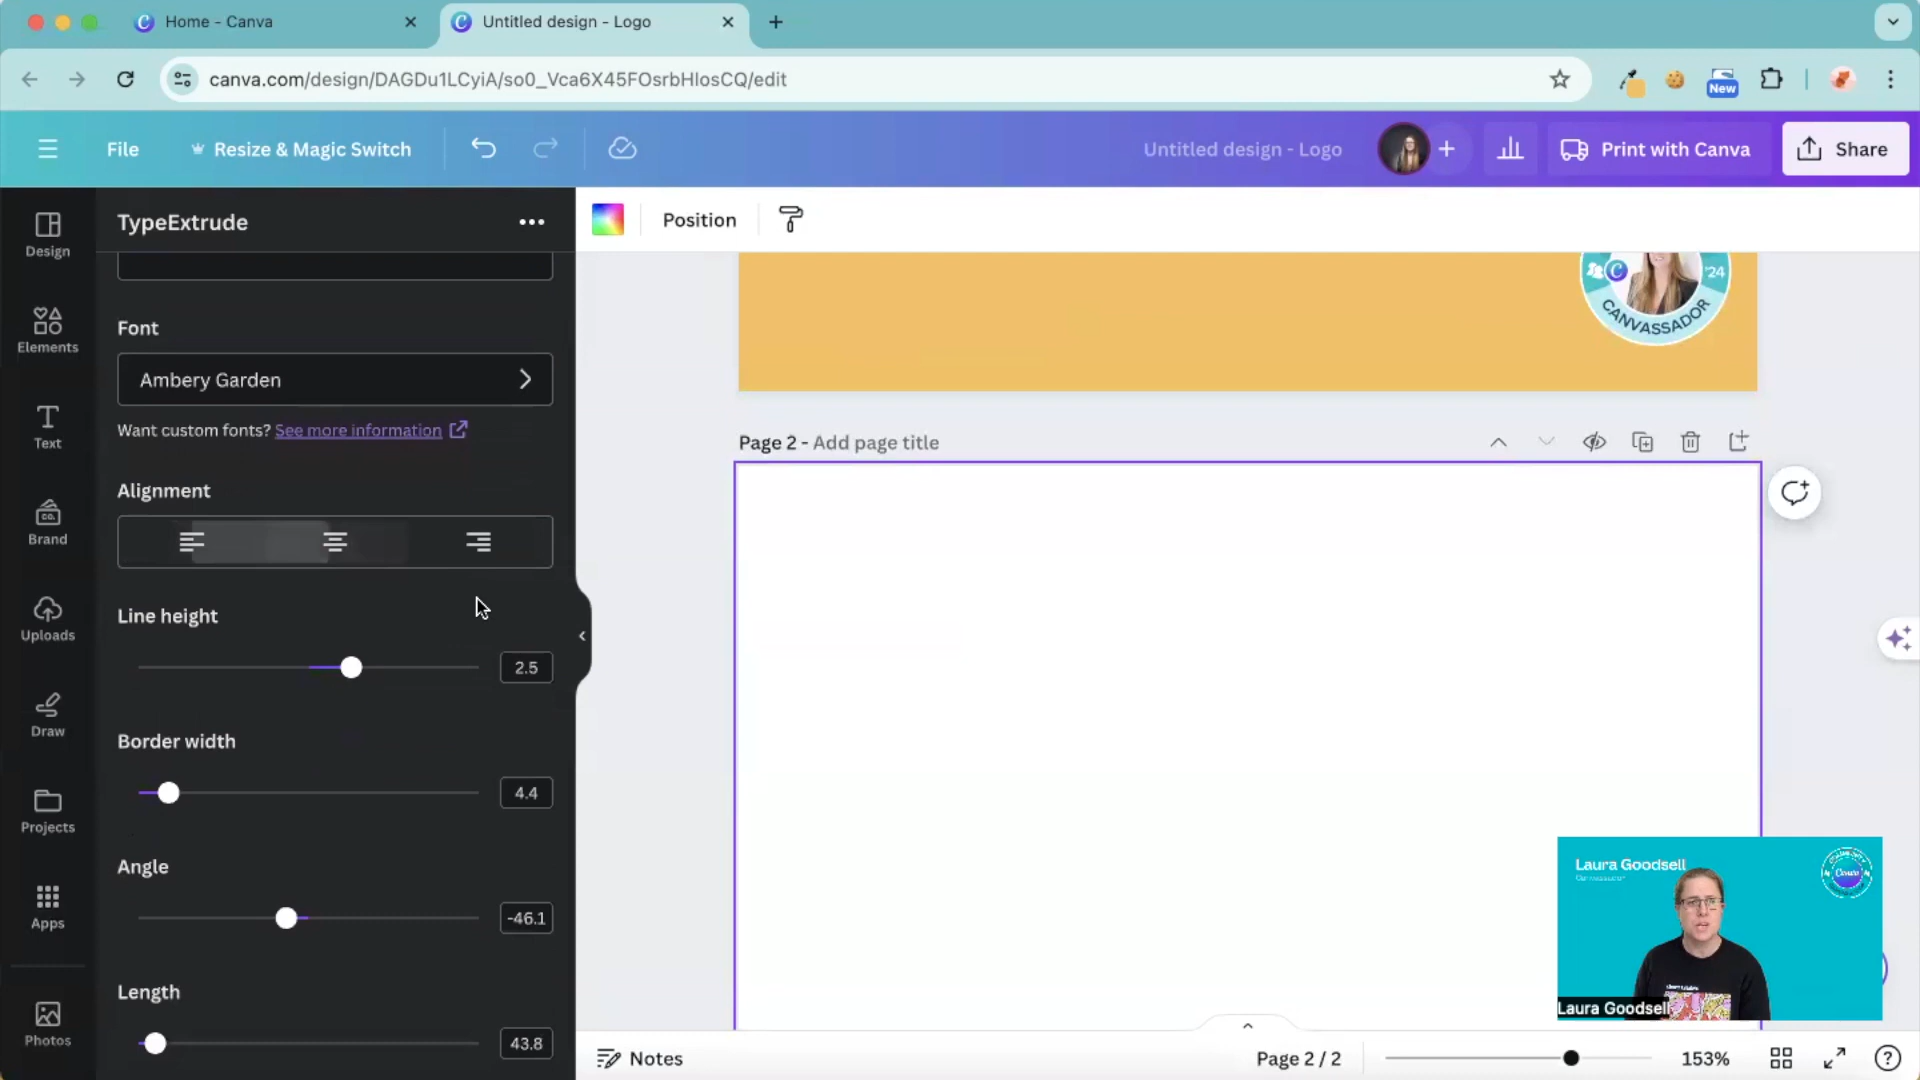 Home - Canva
Untitled design - Logo
canva.com/design/DAGDu1LCyiA/so0_Vca6X45FOsrbHlosCQ/edit
New
File
Resize & Magic Switch
Untitled design - Logo
Print with Canva
Share
TypeExtrude
Position
Design
Elements
Text
Brand
Uploads
Draw
Projects
Apps
Photos
Font
Ambery Garden
Want custom fonts? See more information
Alignment
Line height
2.5
Border width
4.4
Angle
-46.1
Length
43.8
'24
CANVASSADOR
Page 2 - Add page title
Laura Goodsell
Canvassador
Canva
Laura Goodsell
Notes
Page 2 / 2
153%